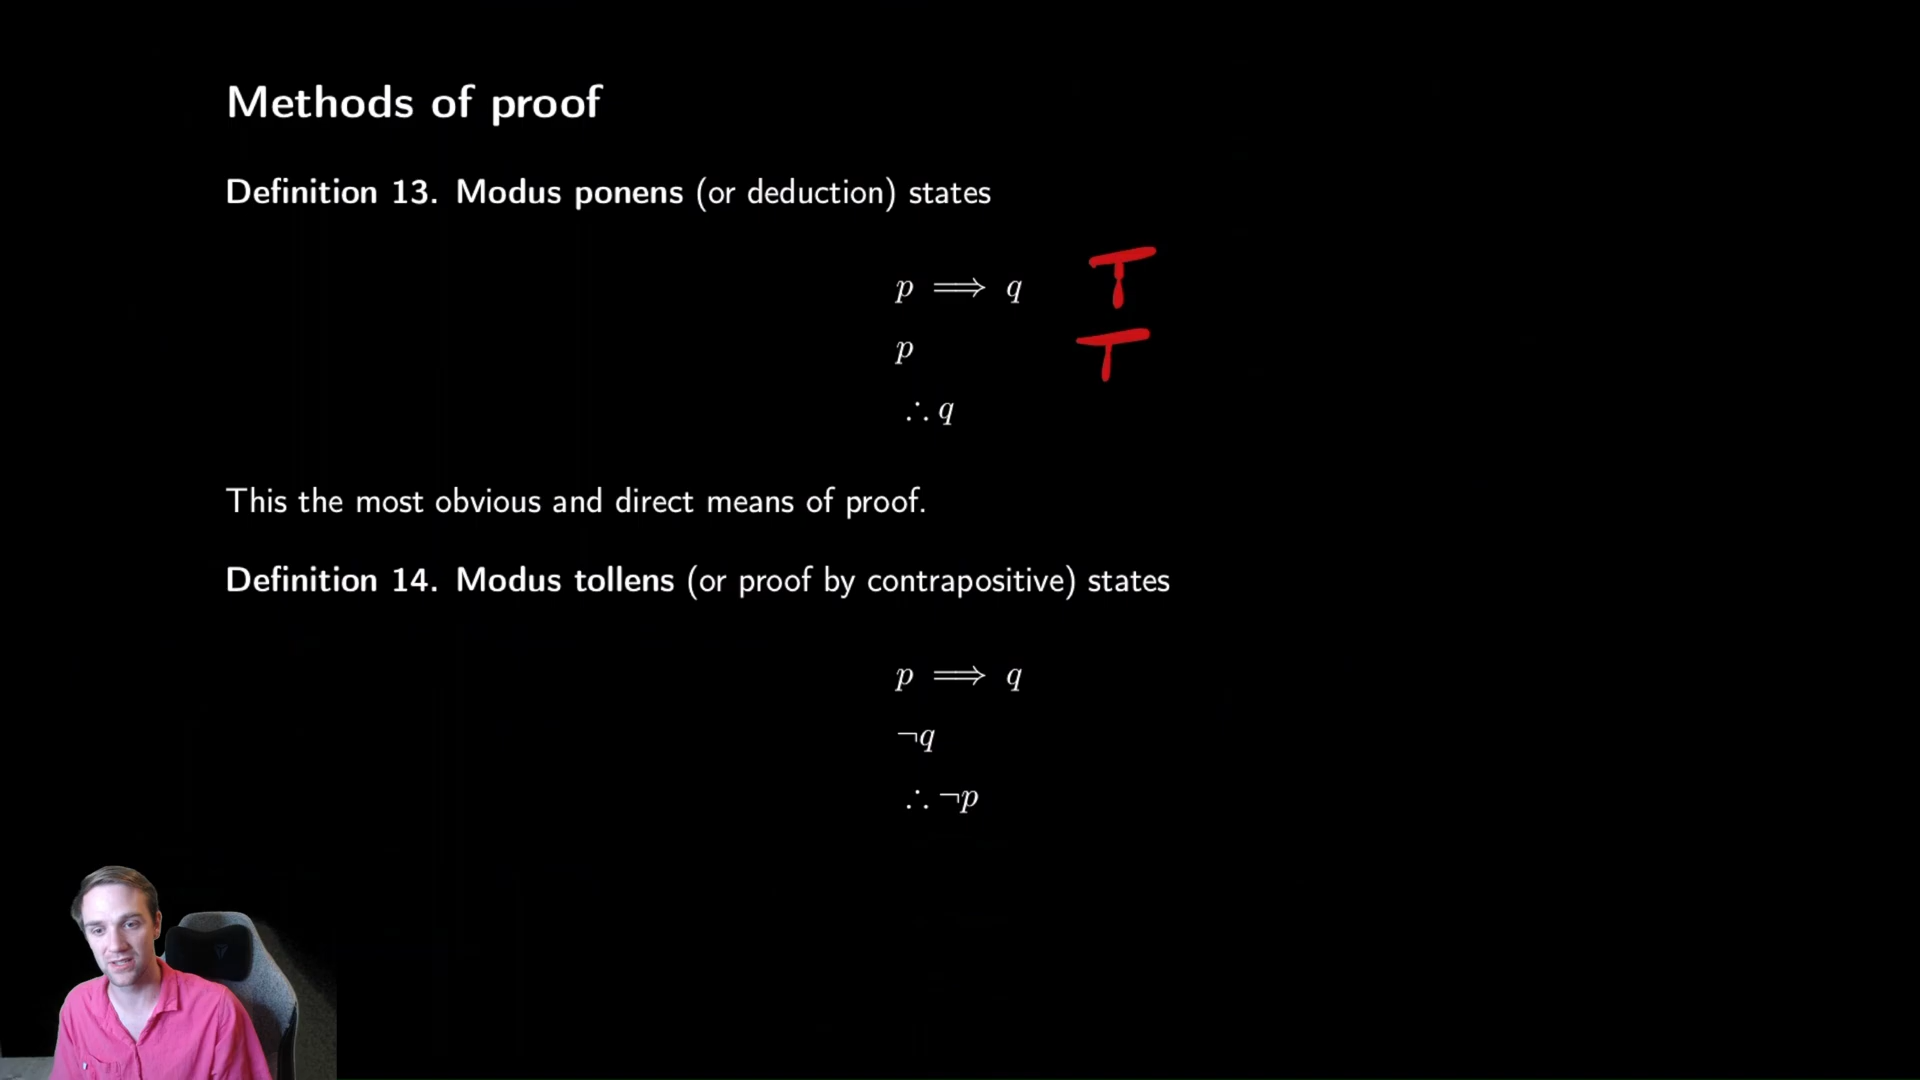 Methods of proof
Definition 13. Modus ponens (or deduction) states
p ⟹ q T
p T
∴ q
This the most obvious and direct means of proof.
Definition 14. Modus tollens (or proof by contrapositive) states
p ⟹ q
¬q
∴ ¬p